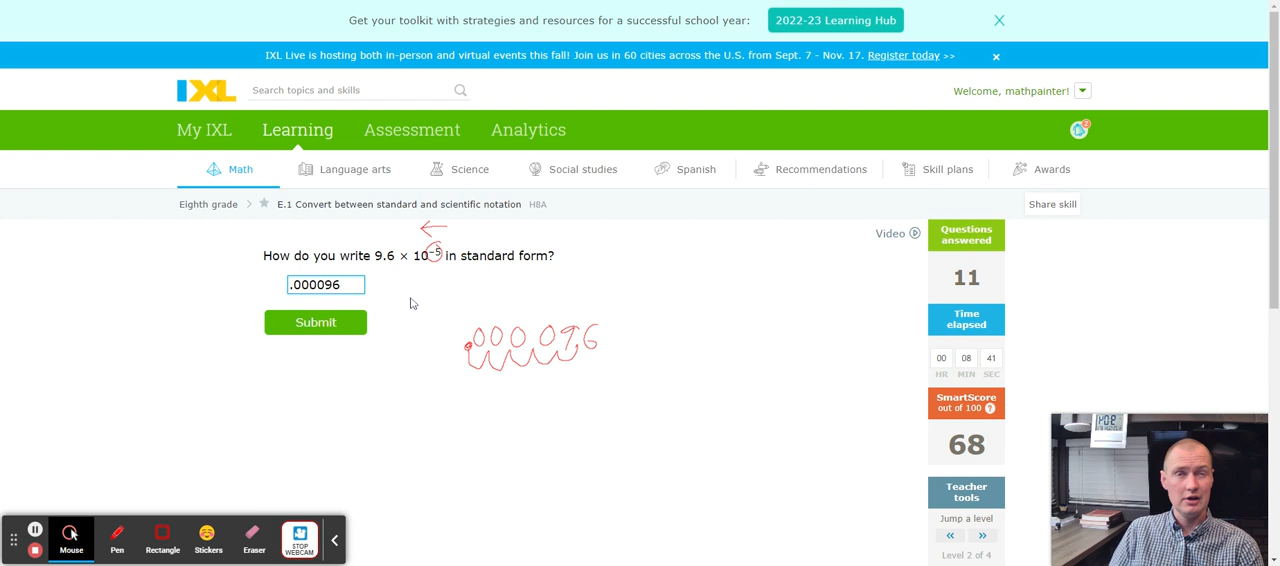 Get your toolkit with strategies and resources for a successful school year: 2022-23 Learning Hub
IXL Live is hosting both in-person and virtual events this fall! Join us in 60 cities across the U.S. from Sept. 7 - Nov. 17. Register today >>
IXL Search topics and skills Welcome, mathpainter!
My IXL Learning Assessment Analytics 2
Math Language arts Science Social studies Spanish Recommendations Skill plans Awards
Eighth grade > E.1 Convert between standard and scientific notation H8A Share skill
Video
How do you write 9.6 × 10⁻⁵ in standard form?
.000096
Submit
.000096
Questions answered
11
Time elapsed
00 08 41
HR MIN SEC
SmartScore
out of 100 ?
68
Teacher tools
Jump a level
<< >>
Level 2 of 4
Mouse Pen Rectangle Stickers Eraser STOP WEBCAM